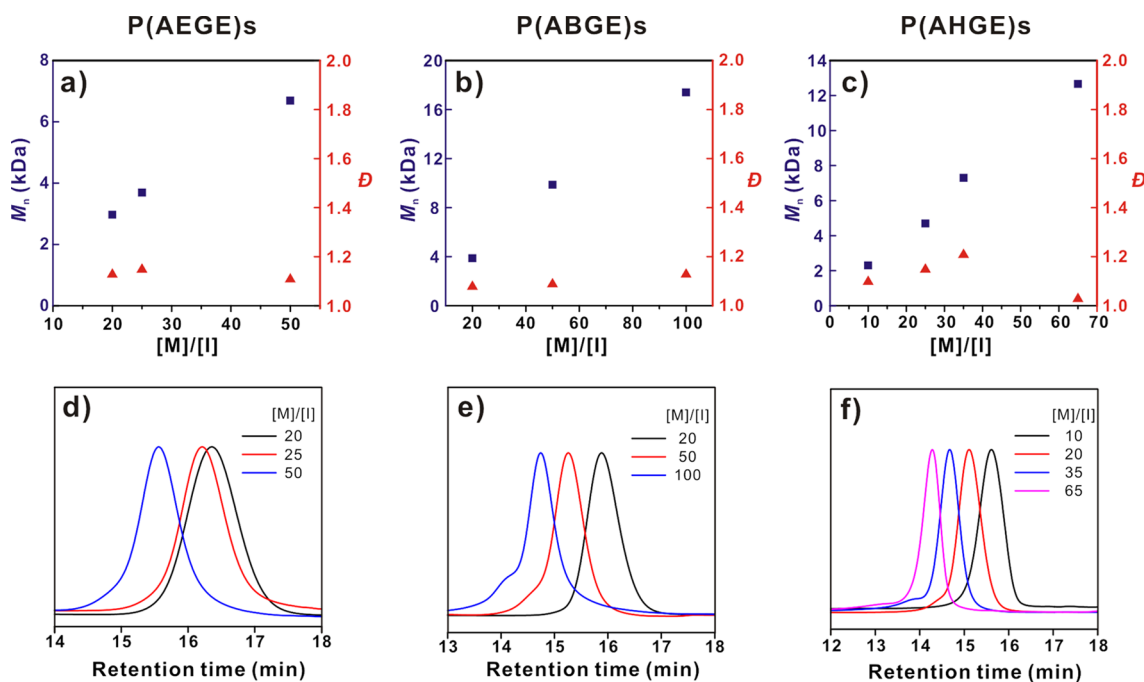 P(AEGE)s
P(ABGE)s
P(AHGE)s
a)
8
6
4
2
0
Mn (kDa)
2.0
1.8
1.6
1.4
1.2
1.0
Đ
10 20 30 40 50
[M]/[I]
b)
20
16
12
8
4
0
Mn (kDa)
2.0
1.8
1.6
1.4
1.2
1.0
Đ
20 40 60 80 100
[M]/[I]
c)
14
12
10
8
6
4
2
0
Mn (kDa)
2.0
1.8
1.6
1.4
1.2
1.0
Đ
0 10 20 30 40 50 60 70
[M]/[I]
d)
[M]/[I]
20
25
50
14 15 16 17 18
Retention time (min)
e)
[M]/[I]
20
50
100
13 14 15 16 17 18
Retention time (min)
f)
[M]/[I]
10
20
35
65
12 13 14 15 16 17 18
Retention time (min)